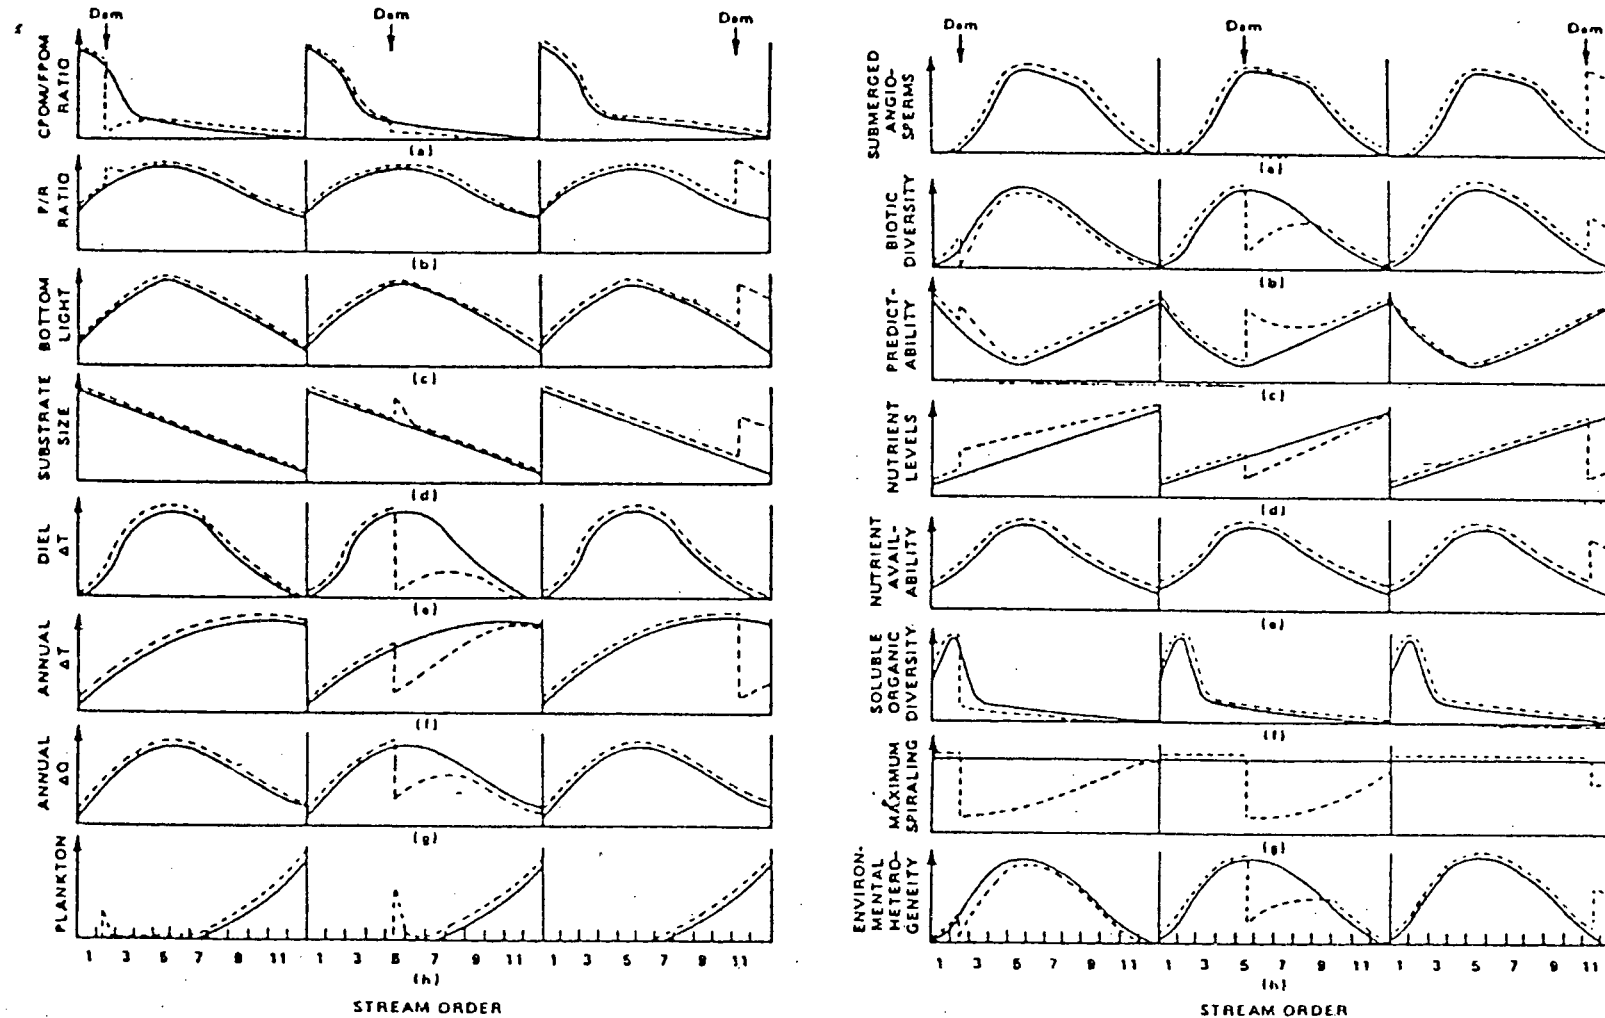 Dam Dam Dam
CPOM/FPOM
RATIO
(a)
P/R
RATIO
(b)
BOTTOM
LIGHT
(c)
SUBSTRATE
SIZE
(d)
DIEL
ΔT
(e)
ANNUAL
ΔT
(f)
ANNUAL
ΔQ
(g)
PLANKTON
1 3 5 7 9 11 1 3 5 7 9 11 1 3 5 7 9 11
(h)
STREAM ORDER
Dam Dam Dam
SUBMERGED
ANGIO-
SPERMS
(a)
BIOTIC
DIVERSITY
(b)
PREDICT-
ABILITY
(c)
NUTRIENT
LEVELS
(d)
NUTRIENT
AVAIL-
ABILITY
(e)
SOLUBLE
ORGANIC
DIVERSITY
(f)
MAXIMUM
SPIRALING
(g)
ENVIRON-
MENTAL
HETERO-
GENEITY
1 3 5 7 9 11 1 3 5 7 9 11 1 3 5 7 9 11
(h)
STREAM ORDER